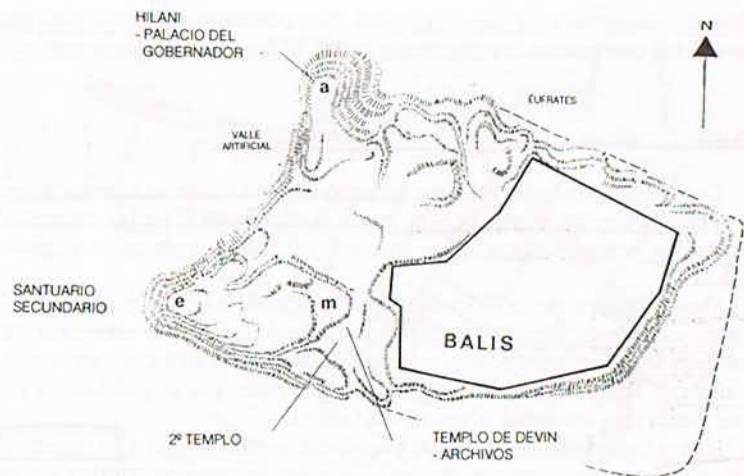 HILANI
- PALACIO DEL
GOBERNADOR
N
a
ÉUFRATES
VALLE
ARTIFICIAL
SANTUARIO
SECUNDARIO
e
m
BALIS
2º TEMPLO
TEMPLO DE DEVIN
- ARCHIVOS